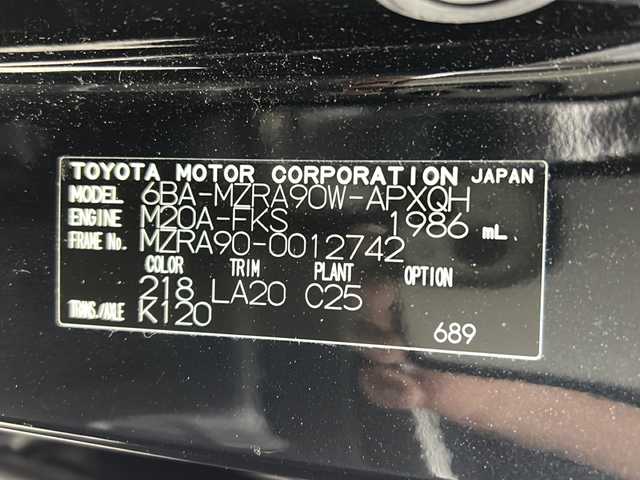 TOYOTA MOTOR CORPORATION JAPAN
MODEL 6BA-MZRA90W-APXQH
ENGINE M20A-FKS 1986 mL
FRAME No. MZRA90-0012742
COLOR TRIM PLANT OPTION
218 LA20 C25
TRANS./AXLE K120
689